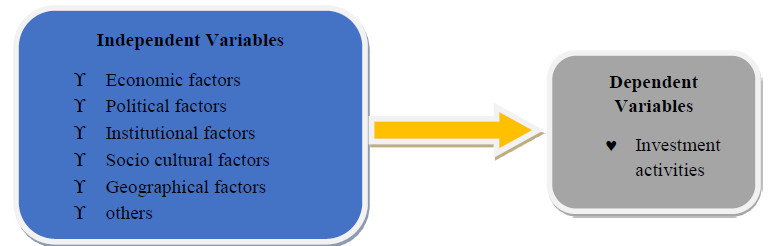 Independent Variables
ϒ Economic factors
ϒ Political factors
ϒ Institutional factors
ϒ Socio cultural factors
ϒ Geographical factors
ϒ others
Dependent
Variables
♥ Investment
activities